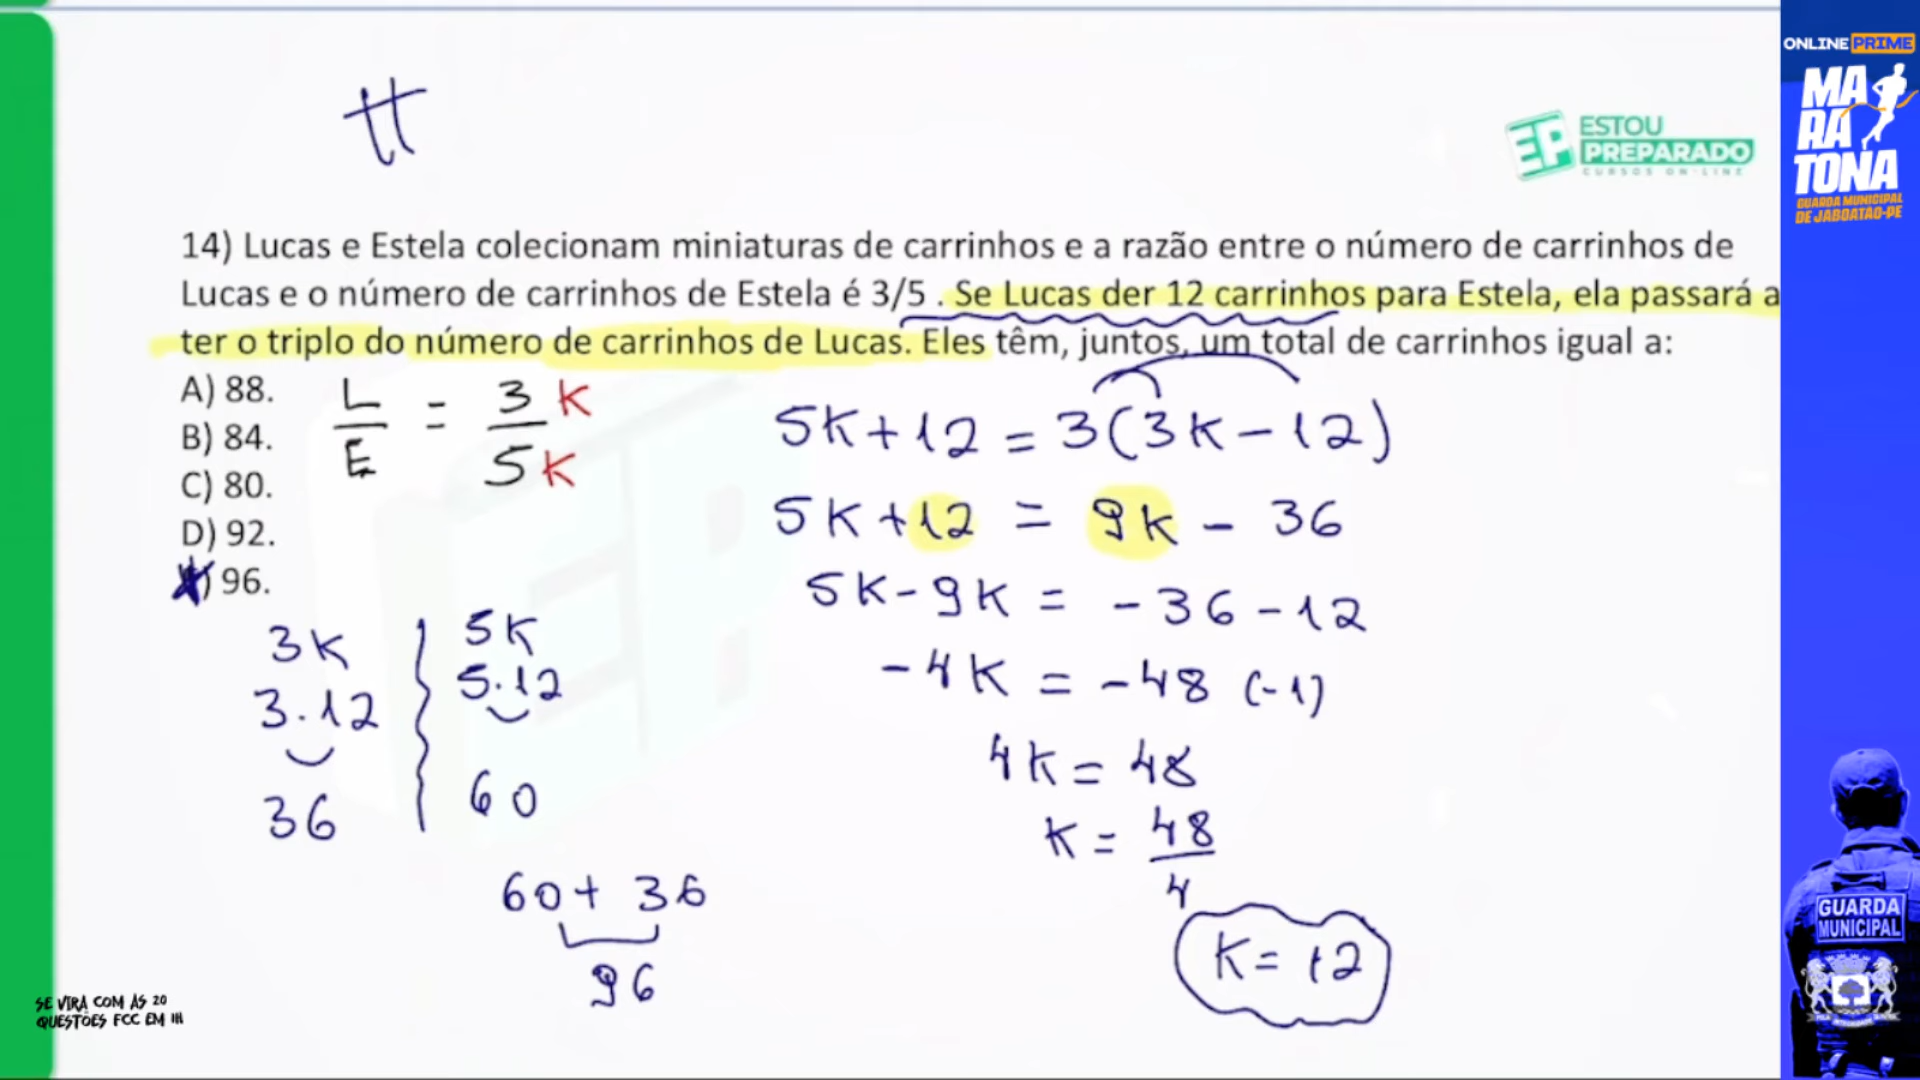 ONLINE PRIME
MA
RA
TONA
GUARDA MUNICIPAL
DE JABOATÃO-PE
tt
EP ESTOU
PREPARADO
CURSOS ON-LINE
14) Lucas e Estela colecionam miniaturas de carrinhos e a razão entre o número de carrinhos de
Lucas e o número de carrinhos de Estela é 3/5 . Se Lucas der 12 carrinhos para Estela, ela passará a
ter o triplo do número de carrinhos de Lucas. Eles têm, juntos, um total de carrinhos igual a:
A) 88.
B) 84.
C) 80.
D) 92.
) 96.
L/E = 3K/5K
5K+12 = 3(3K-12)
5K+12 = 9K - 36
5K-9K = -36-12
-4K = -48 (-1)
4K = 48
K = 48/4
K = 12
3K
3.12
36
5K
5.12
60
60+ 36
96
SE VIRA COM AS 20
QUESTÕES FCC EM 1H
GUARDA
MUNICIPAL